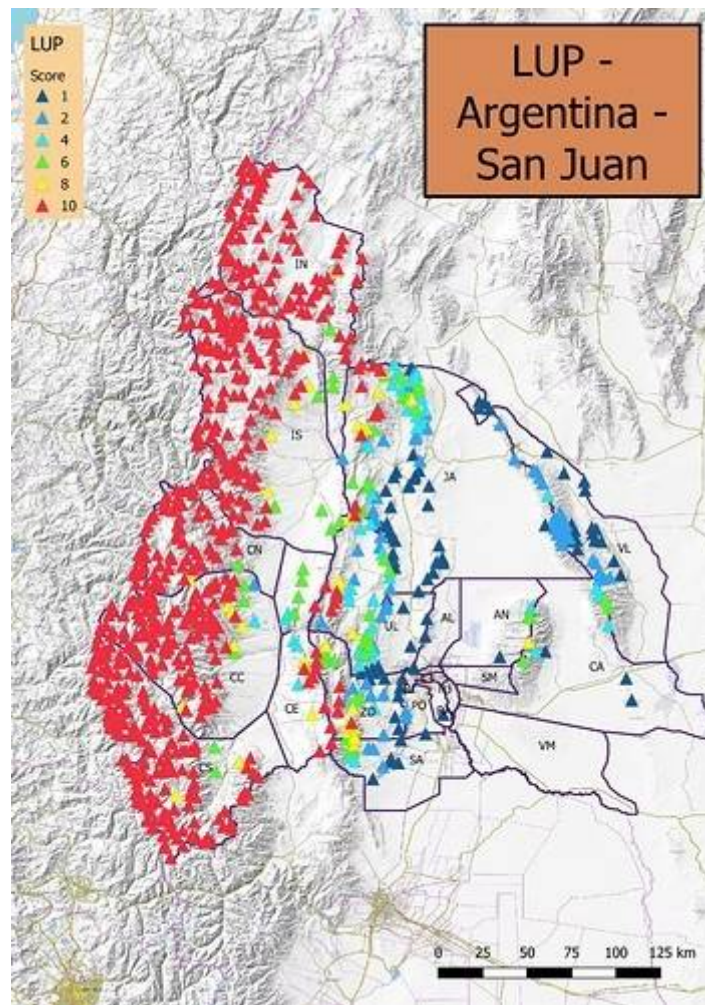 LUP
Score
1
2
4
6
8
10
LUP -
Argentina -
San Juan
IN
IS
JA
VL
CN
UL
AL
AN
CA
CC
SM
CE
ZO
PO
VM
SA
0 25 50 75 100 125 km